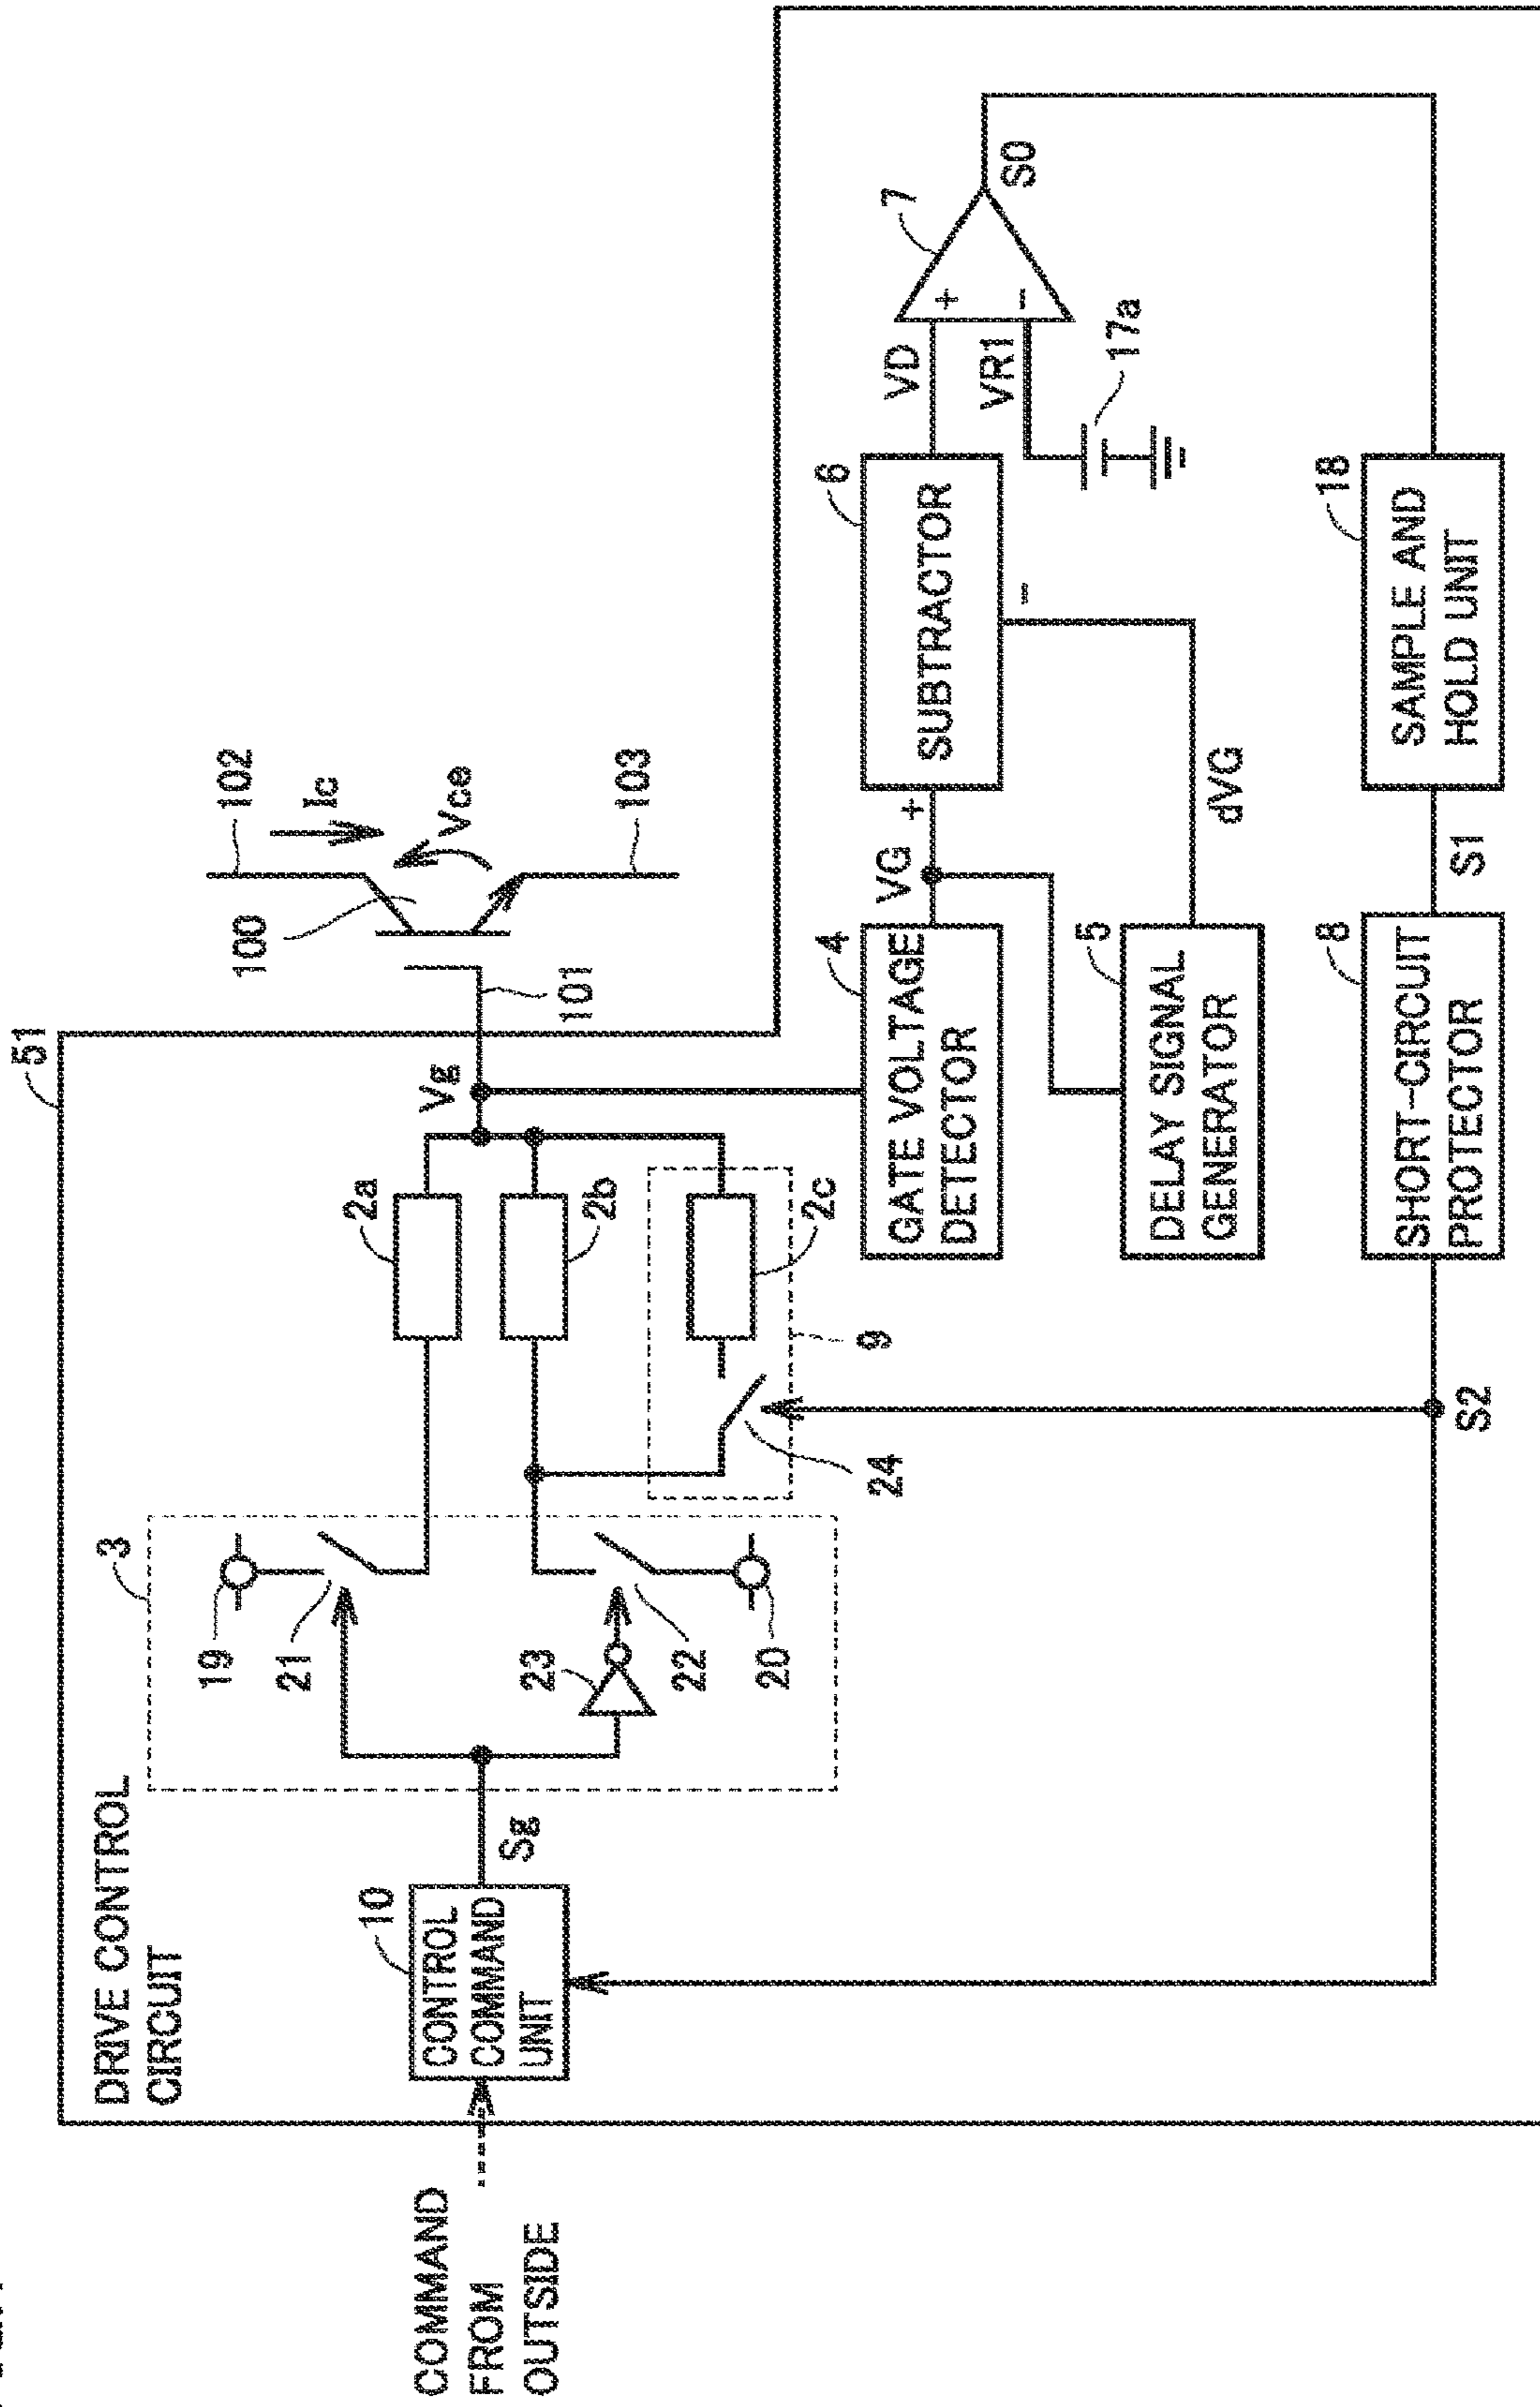 51
DRIVE CONTROL
CIRCUIT
3
19
21
23
22
20
10
CONTROL
COMMAND
UNIT
Sg
COMMAND
FROM
OUTSIDE
2a
2b
2c
9
24
Vg
101
100
102
Ic
Vce
103
4
GATE VOLTAGE
DETECTOR
VG
+
6
SUBTRACTOR
-
VD
VR1
7
+
-
S0
17a
5
DELAY SIGNAL
GENERATOR
dVG
8
SHORT-CIRCUIT
PROTECTOR
S1
18
SAMPLE AND
HOLD UNIT
S2